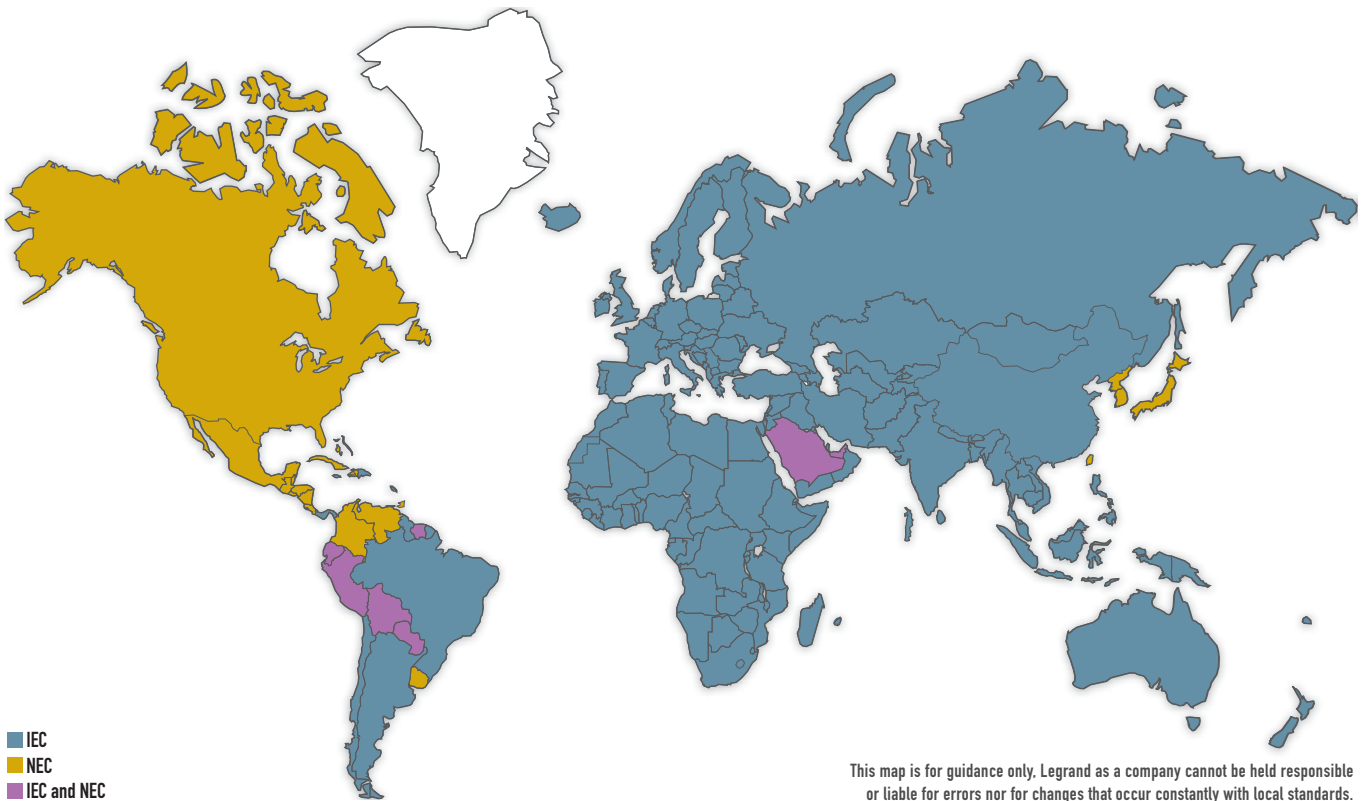 IEC
NEC
IEC and NEC
This map is for guidance only, Legrand as a company cannot be held responsible
or liable for errors nor for changes that occur constantly with local standards.